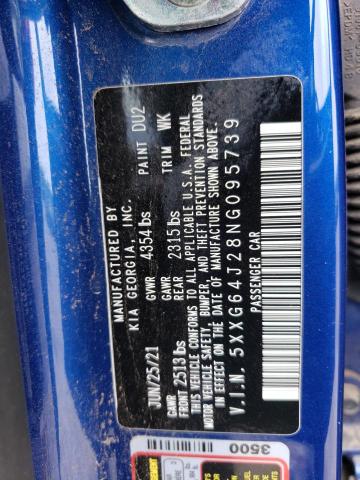 MANUFACTURED BY
KIA GEORGIA, INC.
PAINT DU2
JUN/25/21 GVWR 4354 lbs TRIM WK
GAWR FRONT 2513 lbs GAWR REAR 2315 lbs
THIS VEHICLE CONFORMS TO ALL APPLICABLE U.S.A. FEDERAL
MOTOR VEHICLE SAFETY, BUMPER, AND THEFT PREVENTION STANDARDS
IN EFFECT ON THE DATE OF MANUFACTURE SHOWN ABOVE.
V.I.N. 5XXG64J28NG095739
PASSENGER CAR
3500